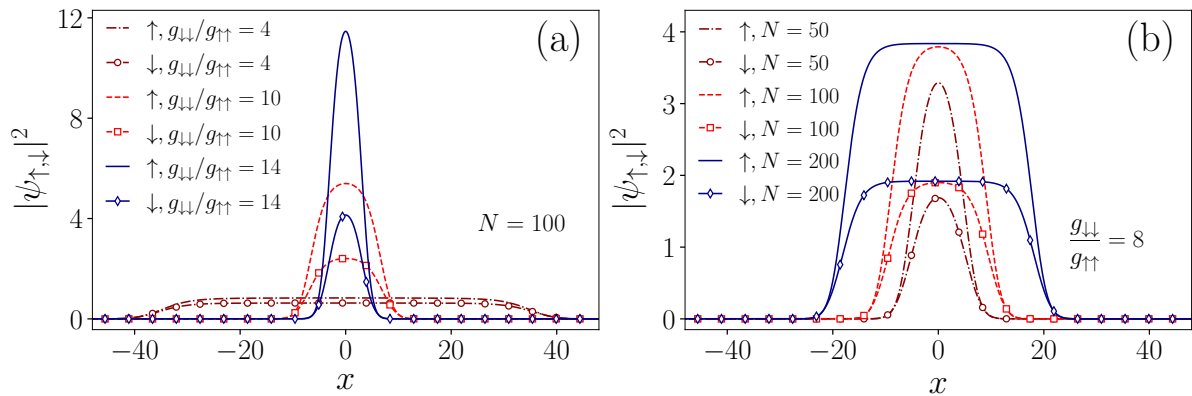 12
8
4
0
|ψ↑,↓|²
↑, g↓↓/g↑↑ = 4
↓, g↓↓/g↑↑ = 4
↑, g↓↓/g↑↑ = 10
↓, g↓↓/g↑↑ = 10
↑, g↓↓/g↑↑ = 14
↓, g↓↓/g↑↑ = 14
(a)
N = 100
−40 −20 0 20 40
x
4
3
2
1
0
|ψ↑,↓|²
↑, N = 50
↓, N = 50
↑, N = 100
↓, N = 100
↑, N = 200
↓, N = 200
(b)
g↓↓/g↑↑ = 8
−40 −20 0 20 40
x